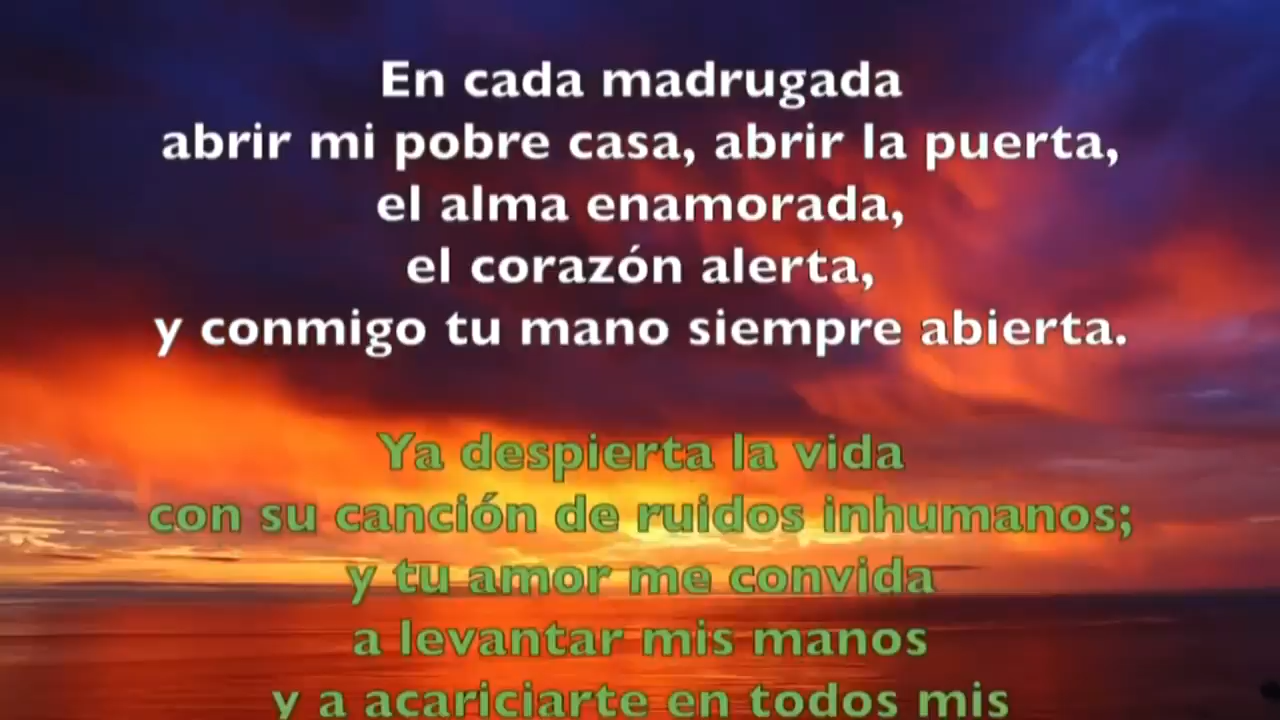 En cada madrugada
abrir mi pobre casa, abrir la puerta,
el alma enamorada,
el corazón alerta,
y conmigo tu mano siempre abierta.
Ya despierta la vida
con su canción de ruidos inhumanos;
y tu amor me convida
a levantar mis manos
y a acariciarte en todos mis